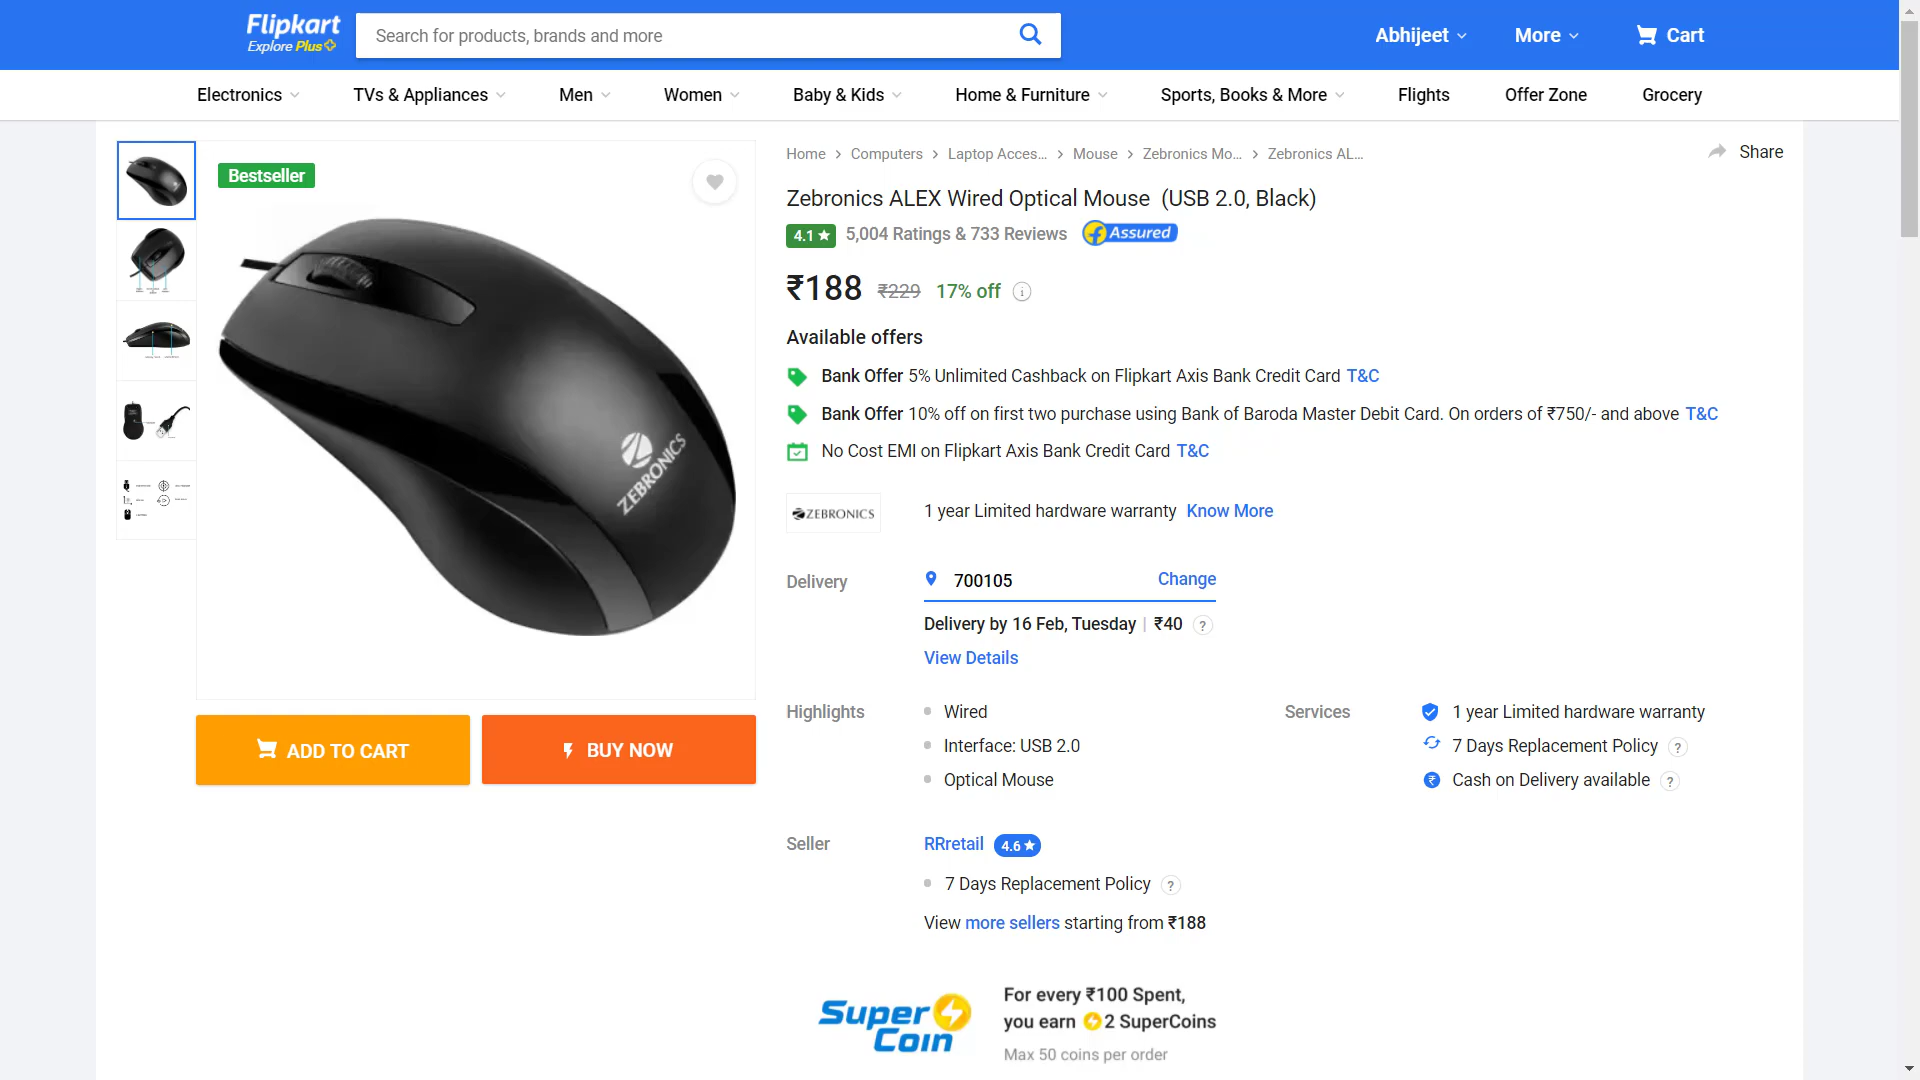 Flipkart
Explore Plus
Search for products, brands and more
Abhijeet
More
Cart
Electronics
TVs & Appliances
Men
Women
Baby & Kids
Home & Furniture
Sports, Books & More
Flights
Offer Zone
Grocery
Bestseller
ZEBRONICS
ADD TO CART
BUY NOW
Home > Computers > Laptop Acces... > Mouse > Zebronics Mo... > Zebronics AL...
Share
Zebronics ALEX Wired Optical Mouse (USB 2.0, Black)
4.1 ★ 5,004 Ratings & 733 Reviews Assured
₹188 ₹229 17% off
Available offers
Bank Offer 5% Unlimited Cashback on Flipkart Axis Bank Credit Card T&C
Bank Offer 10% off on first two purchase using Bank of Baroda Master Debit Card. On orders of ₹750/- and above T&C
No Cost EMI on Flipkart Axis Bank Credit Card T&C
ZEBRONICS 1 year Limited hardware warranty Know More
Delivery 700105 Change
Delivery by 16 Feb, Tuesday | ₹40 ?
View Details
Highlights
Wired
Interface: USB 2.0
Optical Mouse
Services
1 year Limited hardware warranty
7 Days Replacement Policy ?
Cash on Delivery available ?
Seller RRretail 4.6 ★
7 Days Replacement Policy ?
View more sellers starting from ₹188
Super Coin
For every ₹100 Spent,
you earn 2 SuperCoins
Max 50 coins per order